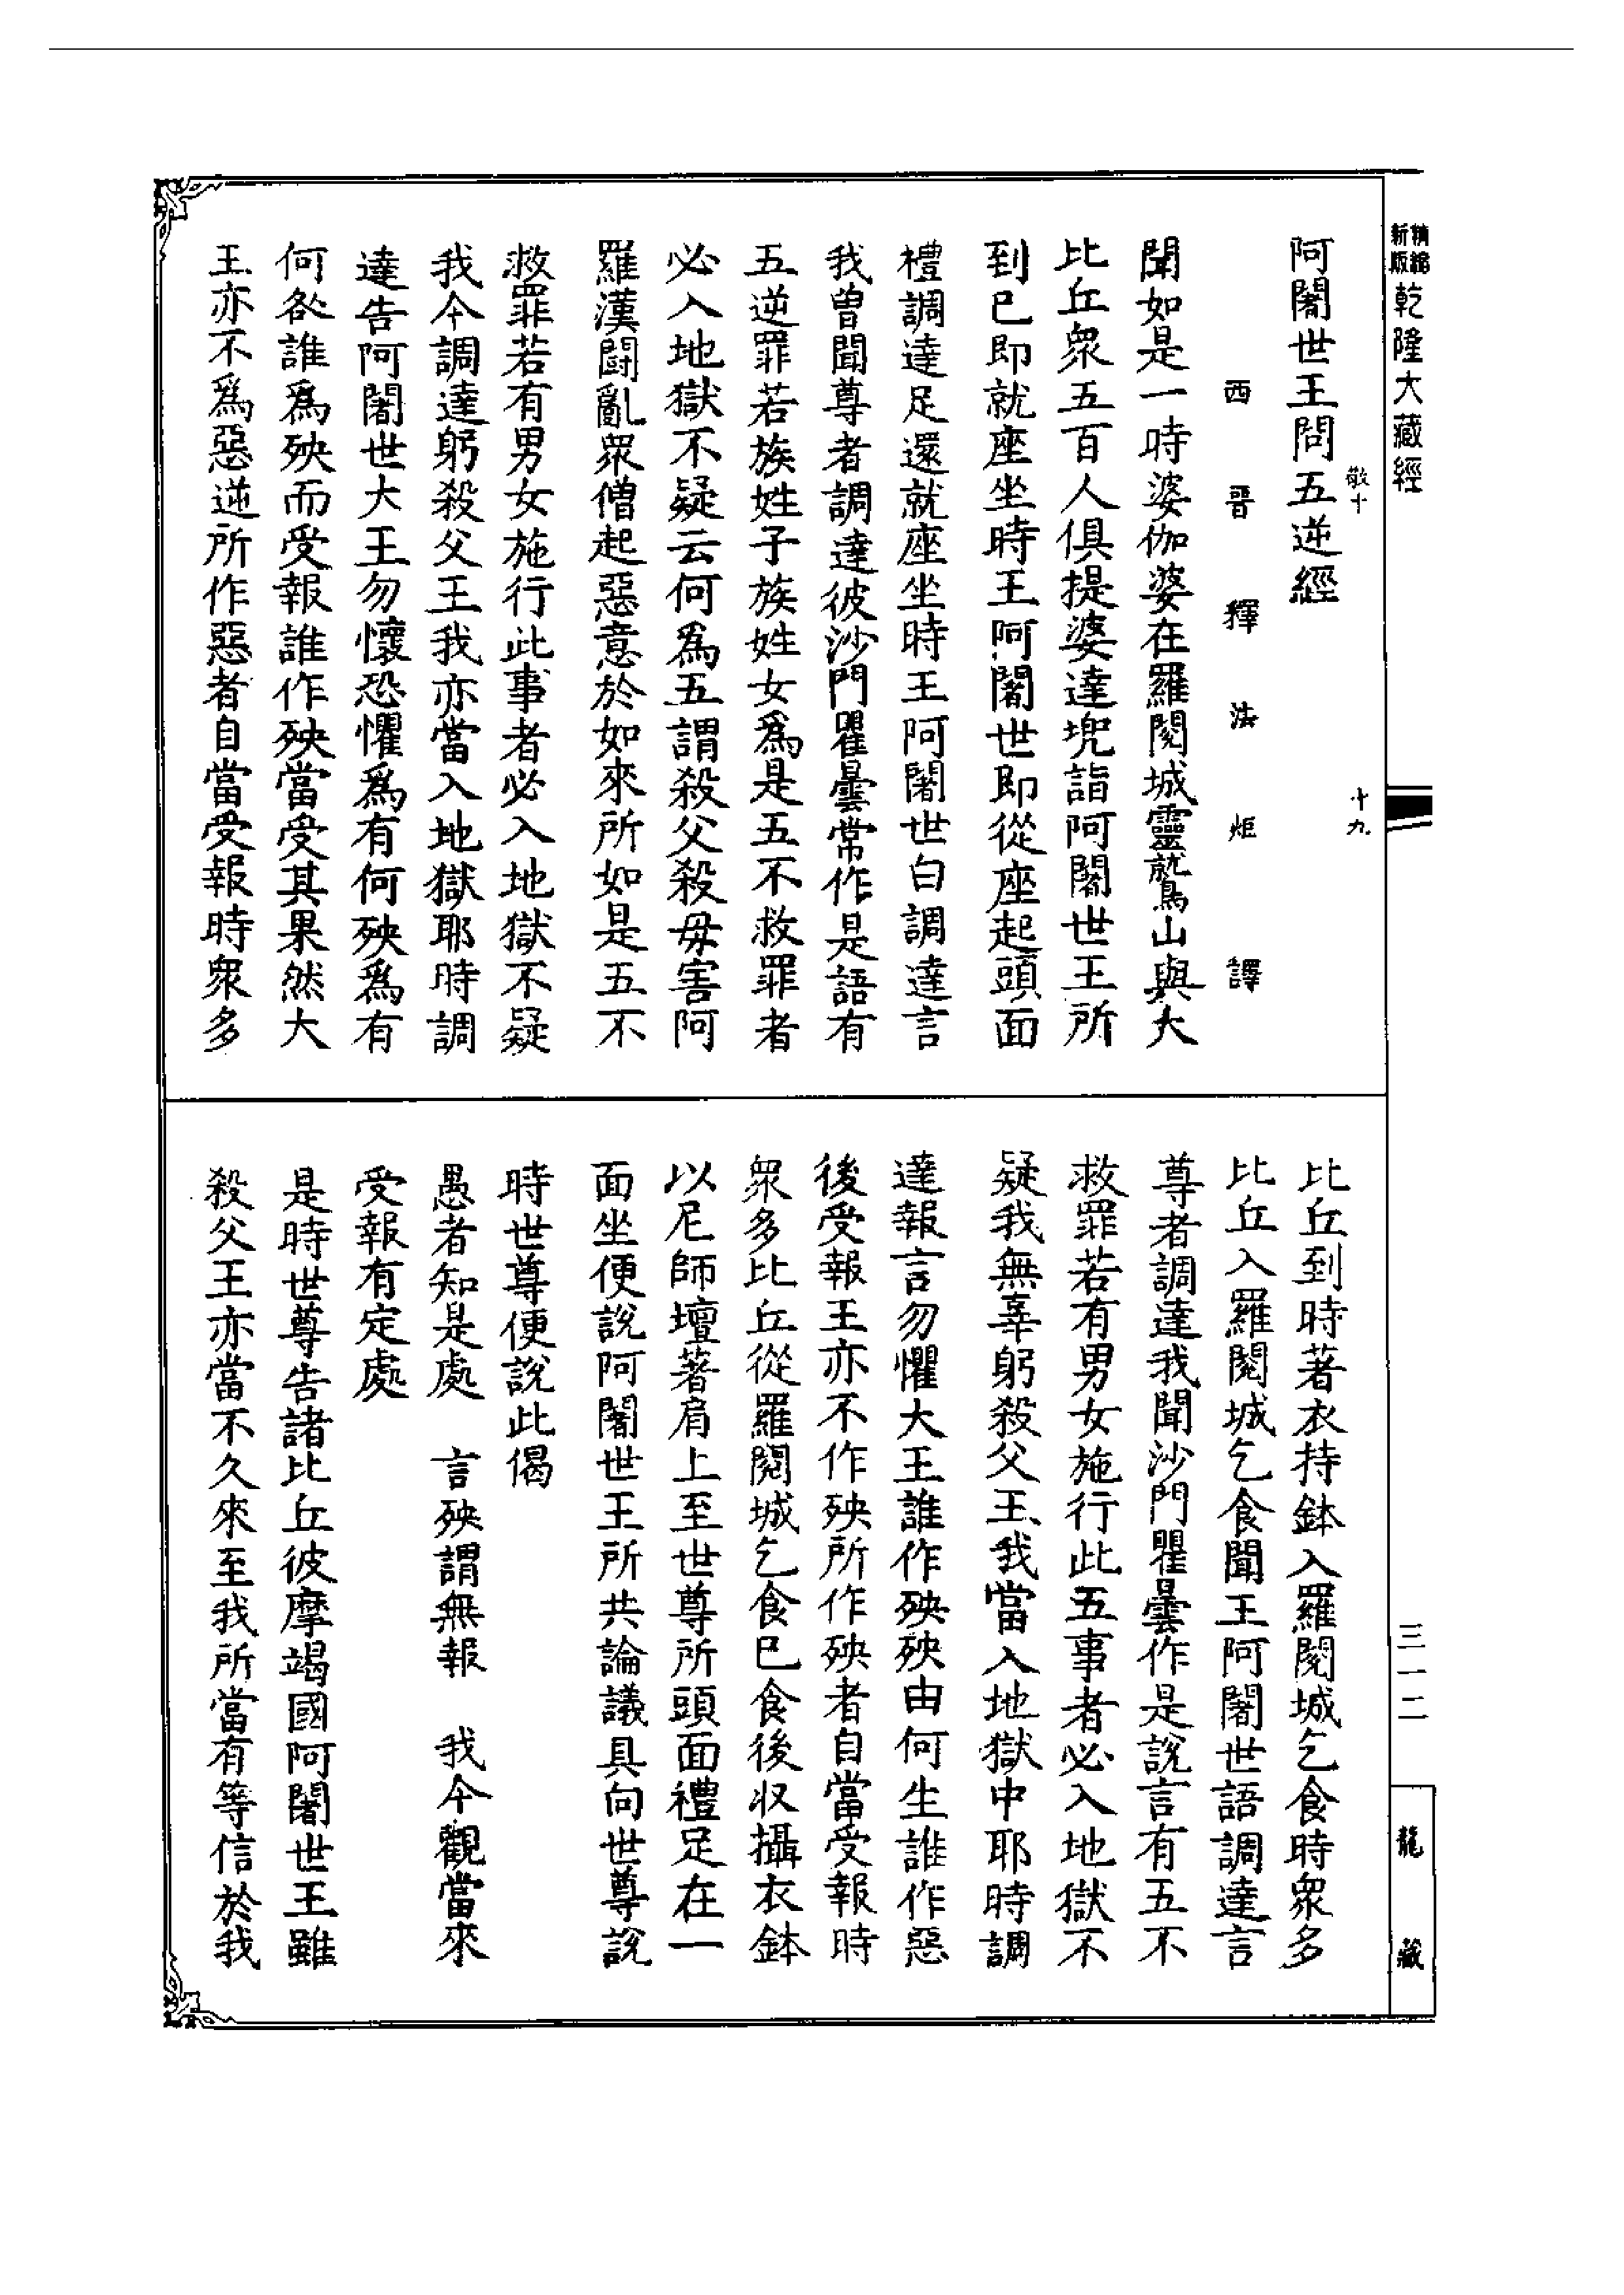 精縮新版乾隆大藏經
三一二
龍藏
敬十
十九
阿闍世王問五逆經
西晉釋法炬譯
聞如是一時婆伽婆在羅閱城靈鷲山與大
比丘衆五百人俱提婆達兜詣阿闍世王所
到已即就座坐時王阿闍世即從座起頭面
禮調達足還就座坐時王阿闍世白調達言
我曾聞尊者調達彼沙門瞿曇常作是語有
五逆罪若族姓子族姓女爲是五不救罪者
必入地獄不疑云何爲五謂殺父殺母害阿
羅漢鬪亂衆僧起惡意於如來所如是五不
救罪若有男女施行此事者必入地獄不疑
我今調達躬殺父王我亦當入地獄耶時調
達告阿闍世大王勿懷恐懼爲有何殃爲有
何咎誰爲殃而受報誰作殃當受其果然大
王亦不爲惡逆所作惡者自當受報時衆多
比丘到時著衣持鉢入羅閱城乞食時衆多
比丘入羅閱城乞食聞王阿闍世語調達言
尊者調達我聞沙門瞿曇作是說言有五不
救罪若有男女施行此五事者必入地獄不
疑我無辜躬殺父王我當入地獄中耶時調
達報言勿懼大王誰作殃殃由何生誰作惡
後受報王亦不作殃所作殃者自當受報時
衆多比丘從羅閱城乞食已食後收攝衣鉢
以尼師壇著肩上至世尊所頭面禮足在一
面坐便說阿闍世王所共論議具向世尊說
時世尊便說此偈
愚者知是處　言殃謂無報　我今觀當來
受報有定處
是時世尊告諸比丘彼摩竭國阿闍世王雖
殺父王亦當不久來至我所當有等信於我